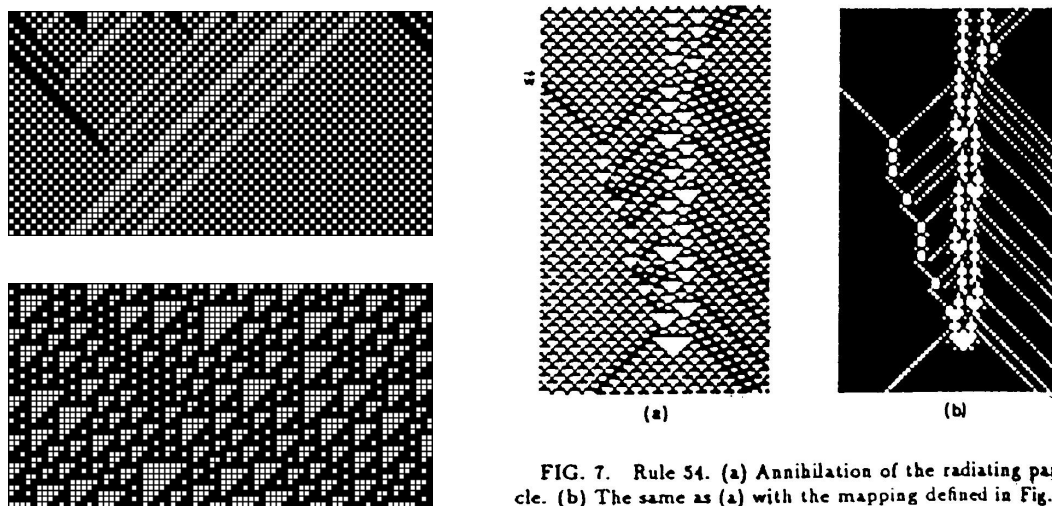 (a)
(b)
FIG. 7. Rule 54. (a) Annihilation of the radiating par
cle. (b) The same as (a) with the mapping defined in Fig.